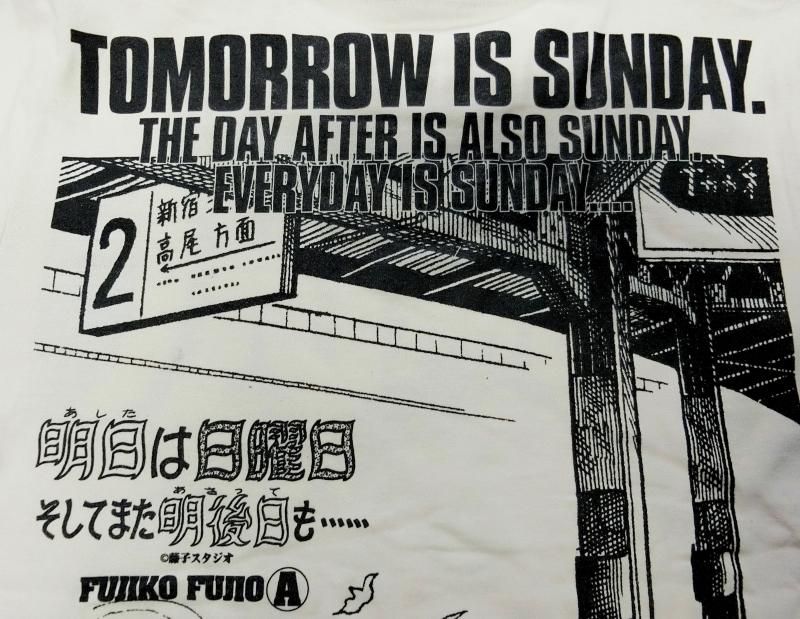 TOMORROW IS SUNDAY.
THE DAY AFTER IS ALSO SUNDAY.
EVERYDAY IS SUNDAY....
2
新宿
高尾方面
あした
明日は日曜日
あさって
そしてまた明後日も……
©藤子スタジオ
FUJIKO FUJIO Ⓐ